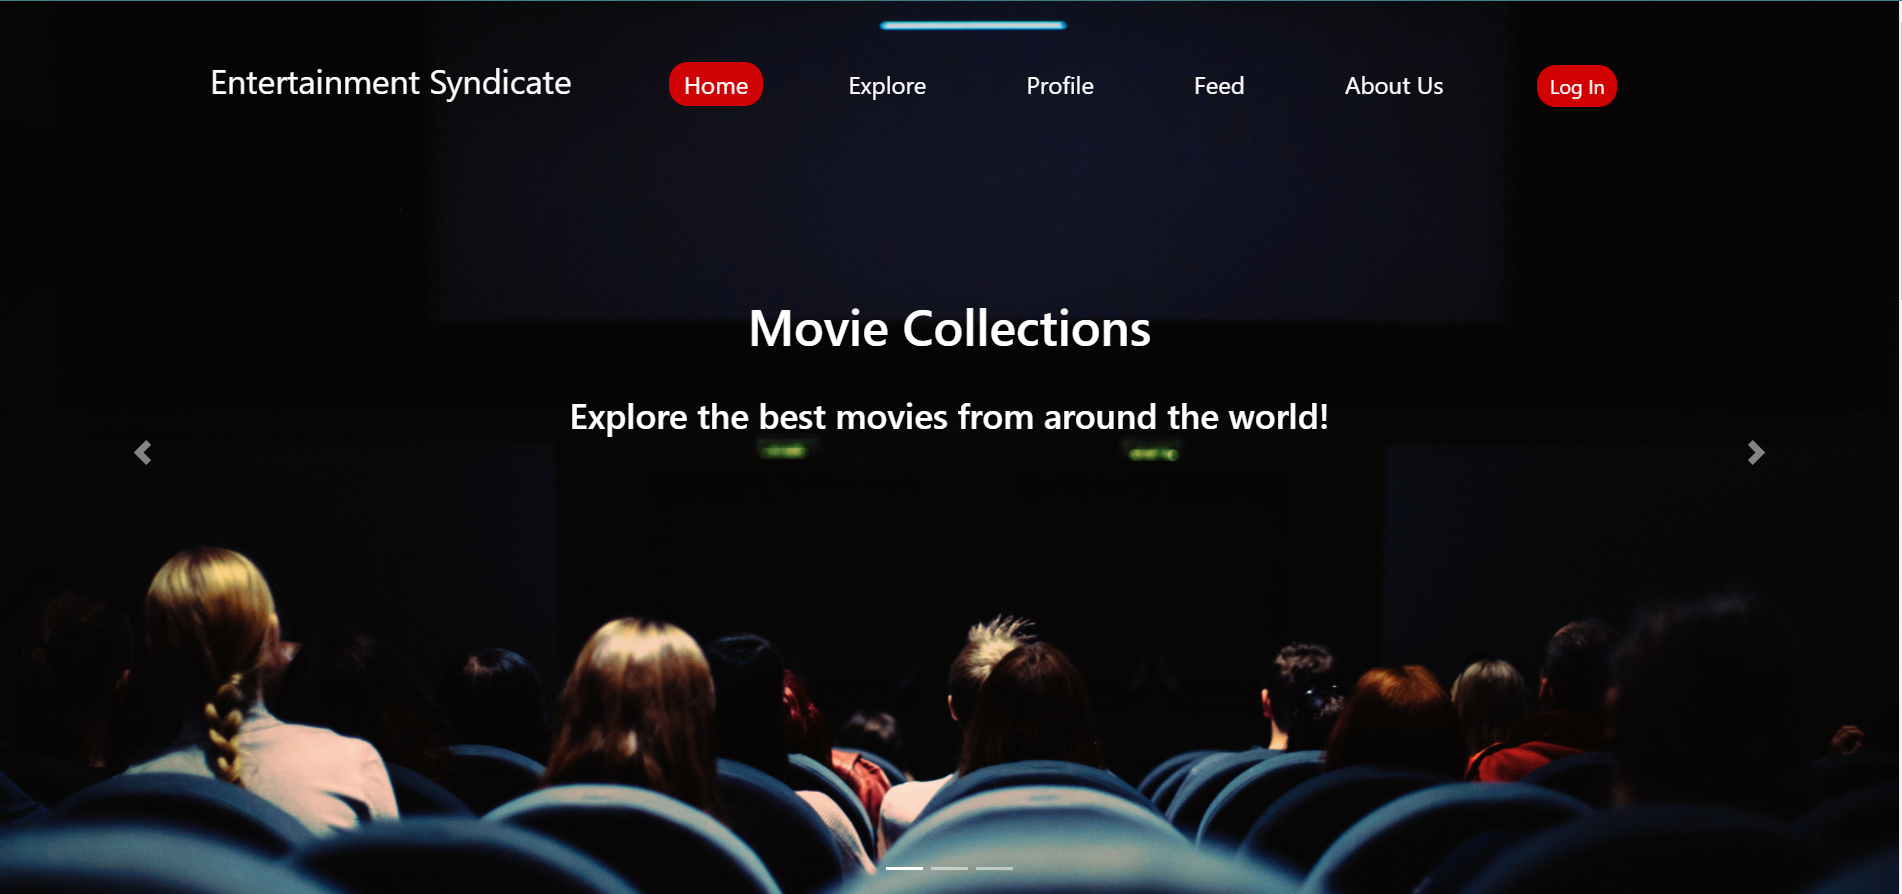 Entertainment Syndicate Home Explore Profile Feed About Us Log In
Movie Collections
Explore the best movies from around the world!